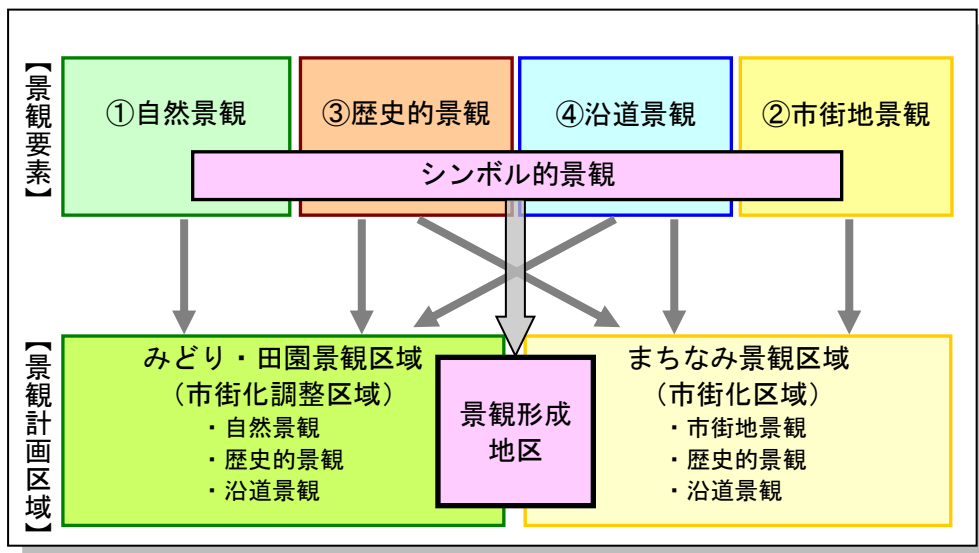 【景観要素】
①自然景観
③歴史的景観
④沿道景観
②市街地景観
シンボル的景観
【景観計画区域】
みどり・田園景観区域
（市街化調整区域）
・自然景観
・歴史的景観
・沿道景観
景観形成
地区
まちなみ景観区域
（市街化区域）
・市街地景観
・歴史的景観
・沿道景観